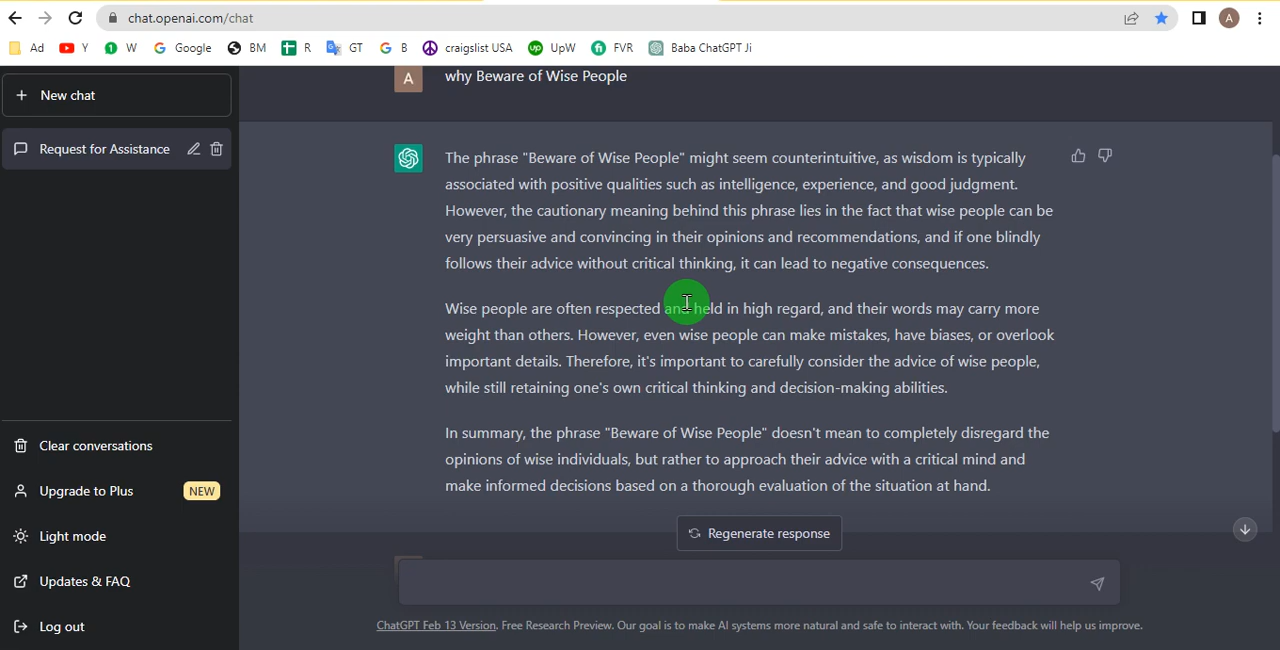 chat.openai.com/chat
A
Ad Y W Google BM R GT B craigslist USA UpW FVR Baba ChatGPT Ji
New chat
Request for Assistance
A
why Beware of Wise People
The phrase "Beware of Wise People" might seem counterintuitive, as wisdom is typically
associated with positive qualities such as intelligence, experience, and good judgment.
However, the cautionary meaning behind this phrase lies in the fact that wise people can be
very persuasive and convincing in their opinions and recommendations, and if one blindly
follows their advice without critical thinking, it can lead to negative consequences.
Wise people are often respected and held in high regard, and their words may carry more
weight than others. However, even wise people can make mistakes, have biases, or overlook
important details. Therefore, it's important to carefully consider the advice of wise people,
while still retaining one's own critical thinking and decision-making abilities.
In summary, the phrase "Beware of Wise People" doesn't mean to completely disregard the
opinions of wise individuals, but rather to approach their advice with a critical mind and
make informed decisions based on a thorough evaluation of the situation at hand.
Regenerate response
Clear conversations
Upgrade to Plus NEW
Light mode
Updates & FAQ
Log out
ChatGPT Feb 13 Version. Free Research Preview. Our goal is to make AI systems more natural and safe to interact with. Your feedback will help us improve.